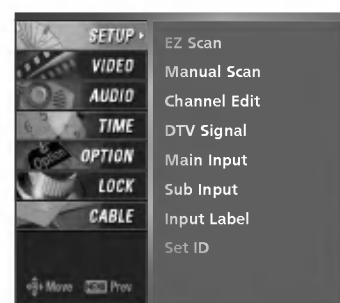 SETUP
VIDEO
AUDIO
TIME
OPTION
LOCK
CABLE
Move Prev
EZ Scan
Manual Scan
Channel Edit
DTV Signal
Main Input
Sub Input
Input Label
Set ID